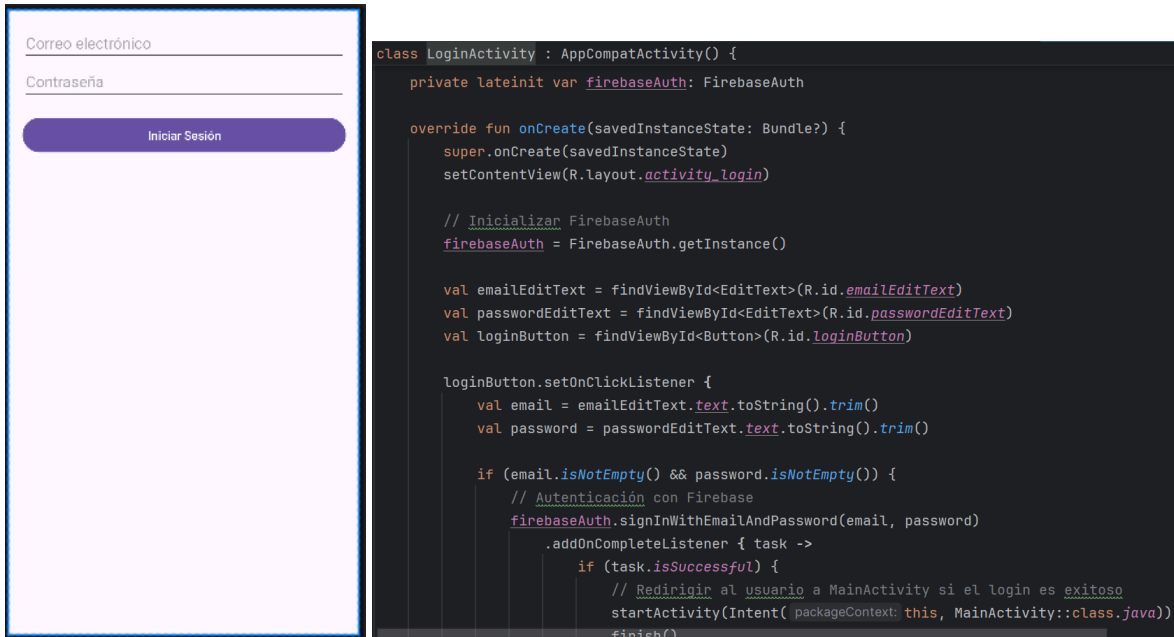 Correo electrónico
Contraseña
Iniciar Sesión
class LoginActivity : AppCompatActivity() {
private lateinit var firebaseAuth: FirebaseAuth
override fun onCreate(savedInstanceState: Bundle?) {
super.onCreate(savedInstanceState)
setContentView(R.layout.activity_login)
// Inicializar FirebaseAuth
firebaseAuth = FirebaseAuth.getInstance()
val emailEditText = findViewById<EditText>(R.id.emailEditText)
val passwordEditText = findViewById<EditText>(R.id.passwordEditText)
val loginButton = findViewById<Button>(R.id.loginButton)
loginButton.setOnClickListener {
val email = emailEditText.text.toString().trim()
val password = passwordEditText.text.toString().trim()
if (email.isNotEmpty() && password.isNotEmpty()) {
// Autenticación con Firebase
firebaseAuth.signInWithEmailAndPassword(email, password)
.addOnCompleteListener { task ->
if (task.isSuccessful) {
// Redirigir al usuario a MainActivity si el login es exitoso
startActivity(Intent( packageContext: this, MainActivity::class.java))
finish()